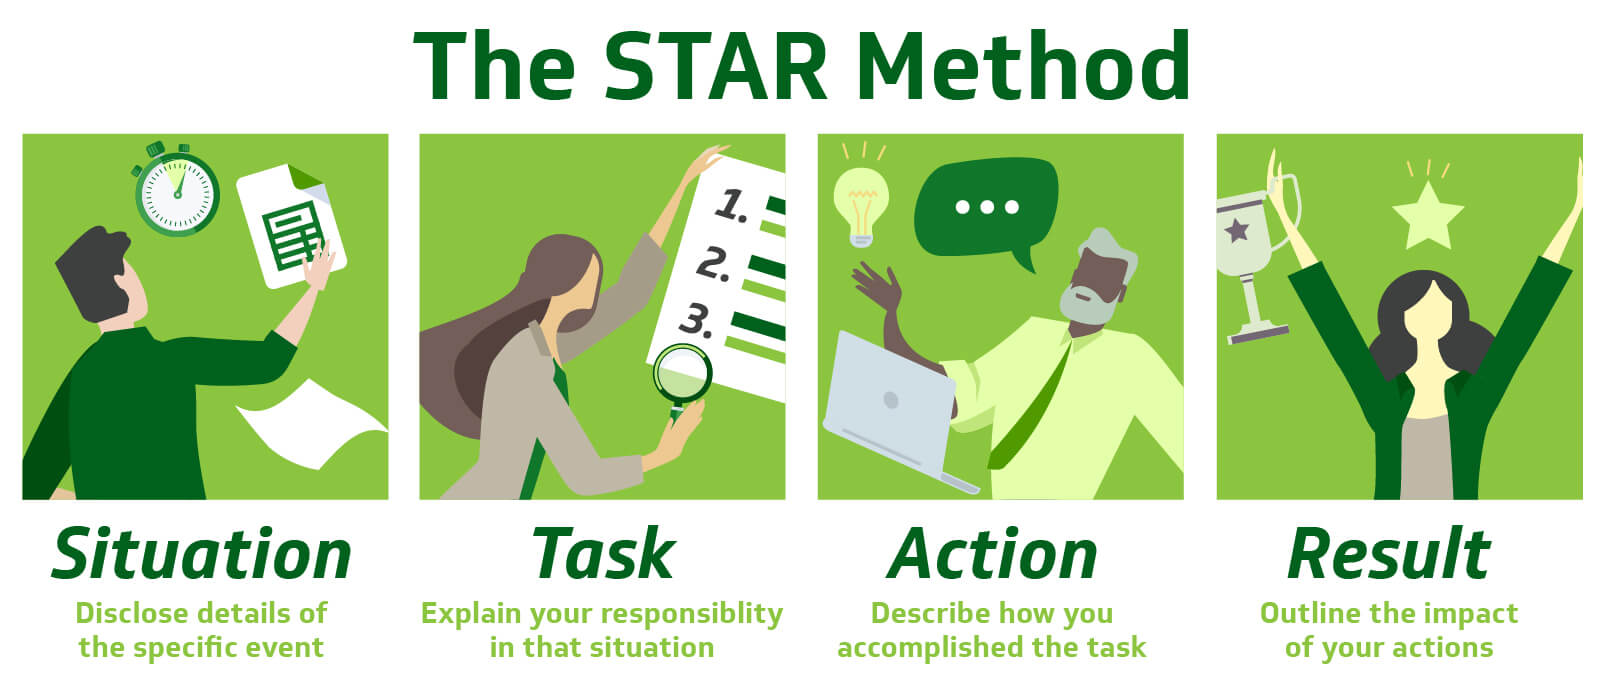 The STAR Method
1.
2.
3.
Situation
Disclose details of
the specific event
Task
Explain your responsiblity
in that situation
Action
Describe how you
accomplished the task
Result
Outline the impact
of your actions